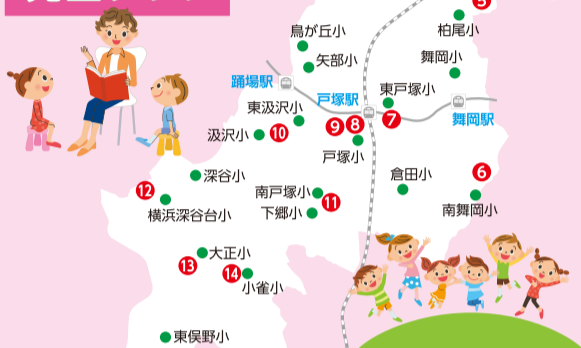 5
柏尾小
鳥が丘小
矢部小
舞岡小
踊場駅
戸塚駅
東戸塚小
舞岡駅
東汲沢小
汲沢小
10
9
8
7
戸塚小
深谷小
倉田小
6
12
南戸塚小
11
横浜深谷台小
下郷小
南舞岡小
大正小
13
14
小雀小
東俣野小